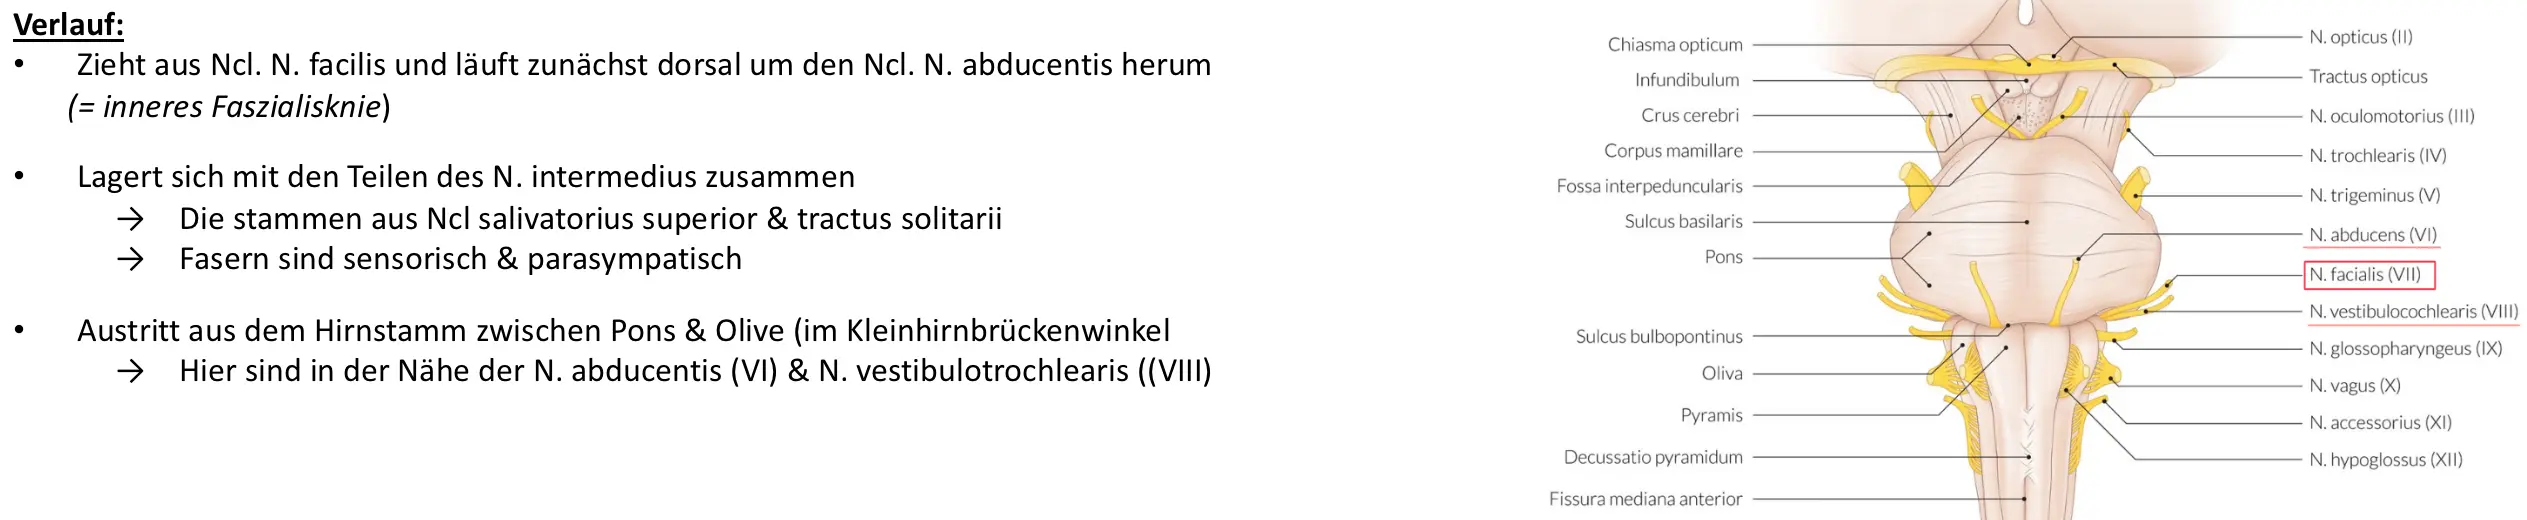 Verlauf:
• Zieht aus Ncl. N. facilis und läuft zunächst dorsal um den Ncl. N. abducentis herum
(= inneres Faszialisknie)
• Lagert sich mit den Teilen des N. intermedius zusammen
→ Die stammen aus Ncl salivatorius superior & tractus solitarii
→ Fasern sind sensorisch & parasympatisch
• Austritt aus dem Hirnstamm zwischen Pons & Olive (im Kleinhirnbrückenwinkel
→ Hier sind in der Nähe der N. abducentis (VI) & N. vestibulotrochlearis ((VIII)
Chiasma opticum
Infundibulum
Crus cerebri
Corpus mamillare
Fossa interpeduncularis
Sulcus basilaris
Pons
Sulcus bulbopontinus
Oliva
Pyramis
Decussatio pyramidum
Fissura mediana anterior
N. opticus (II)
Tractus opticus
N. oculomotorius (III)
N. trochlearis (IV)
N. trigeminus (V)
N. abducens (VI)
N. facialis (VII)
N. vestibulocochlearis (VIII)
N. glossopharyngeus (IX)
N. vagus (X)
N. accessorius (XI)
N. hypoglossus (XII)